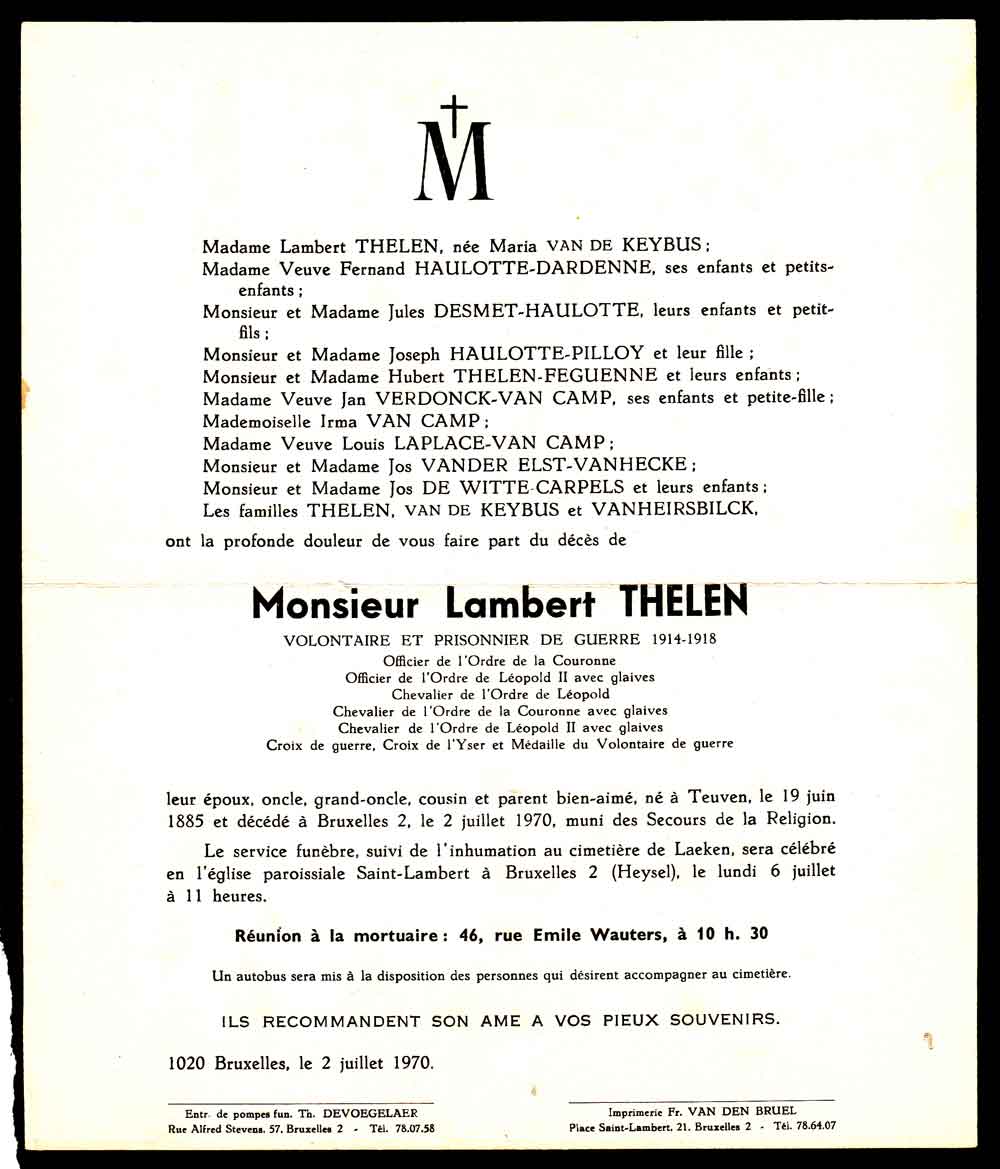 M
Madame Lambert THELEN, née Maria VAN DE KEYBUS ;
Madame Veuve Fernand HAULOTTE-DARDENNE, ses enfants et petits-
enfants ;
Monsieur et Madame Jules DESMET-HAULOTTE, leurs enfants et petit-
fils ;
Monsieur et Madame Joseph HAULOTTE-PILLOY et leur fille ;
Monsieur et Madame Hubert THELEN-FEGUENNE et leurs enfants ;
Madame Veuve Jan VERDONCK-VAN CAMP, ses enfants et petite-fille ;
Mademoiselle Irma VAN CAMP ;
Madame Veuve Louis LAPLACE-VAN CAMP ;
Monsieur et Madame Jos VANDER ELST-VANHECKE ;
Monsieur et Madame Jos DE WITTE-CARPELS et leurs enfants ;
Les familles THELEN, VAN DE KEYBUS et VANHEIRSBILCK,
ont la profonde douleur de vous faire part du décès de
Monsieur Lambert THELEN
VOLONTAIRE ET PRISONNIER DE GUERRE 1914-1918
Officier de l'Ordre de la Couronne
Officier de l'Ordre de Léopold II avec glaives
Chevalier de l'Ordre de Léopold
Chevalier de l'Ordre de la Couronne avec glaives
Chevalier de l'Ordre de Léopold II avec glaives
Croix de guerre, Croix de l'Yser et Médaille du Volontaire de guerre
leur époux, oncle, grand-oncle, cousin et parent bien-aimé, né à Teuven, le 19 juin
1885 et décédé à Bruxelles 2, le 2 juillet 1970, muni des Secours de la Religion.
Le service funèbre, suivi de l'inhumation au cimetière de Laeken, sera célébré
en l'église paroissiale Saint-Lambert à Bruxelles 2 (Heysel), le lundi 6 juillet
à 11 heures.
Réunion à la mortuaire : 46, rue Emile Wauters, à 10 h. 30
Un autobus sera mis à la disposition des personnes qui désirent accompagner au cimetière.
ILS RECOMMANDENT SON AME A VOS PIEUX SOUVENIRS.
1020 Bruxelles, le 2 juillet 1970.
Entr. de pompes fun. Th. DEVOEGELAER
Rue Alfred Stevens, 57, Bruxelles 2 - Tél. 78.07.58
Imprimerie Fr. VAN DEN BRUEL
Place Saint-Lambert, 21, Bruxelles 2 - Tél. 78.64.07